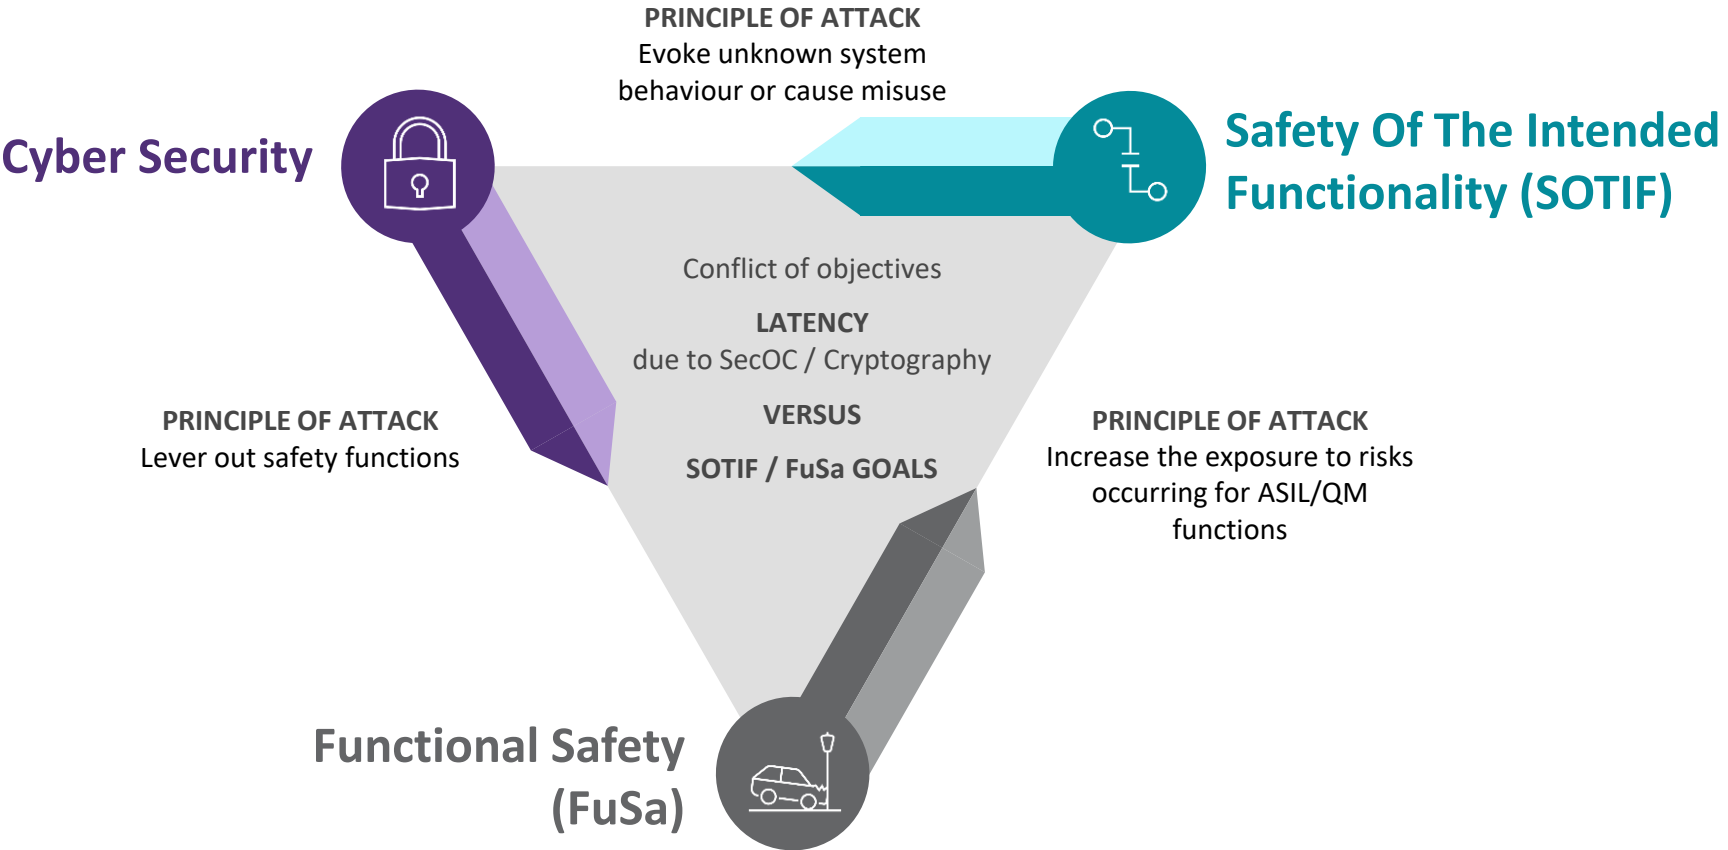 PRINCIPLE OF ATTACK
Evoke unknown system
behaviour or cause misuse
Cyber Security
Safety Of The Intended
Functionality (SOTIF)
Conflict of objectives
LATENCY
due to SecOC / Cryptography
VERSUS
SOTIF / FuSa GOALS
PRINCIPLE OF ATTACK
Lever out safety functions
PRINCIPLE OF ATTACK
Increase the exposure to risks
occurring for ASIL/QM
functions
Functional Safety
(FuSa)